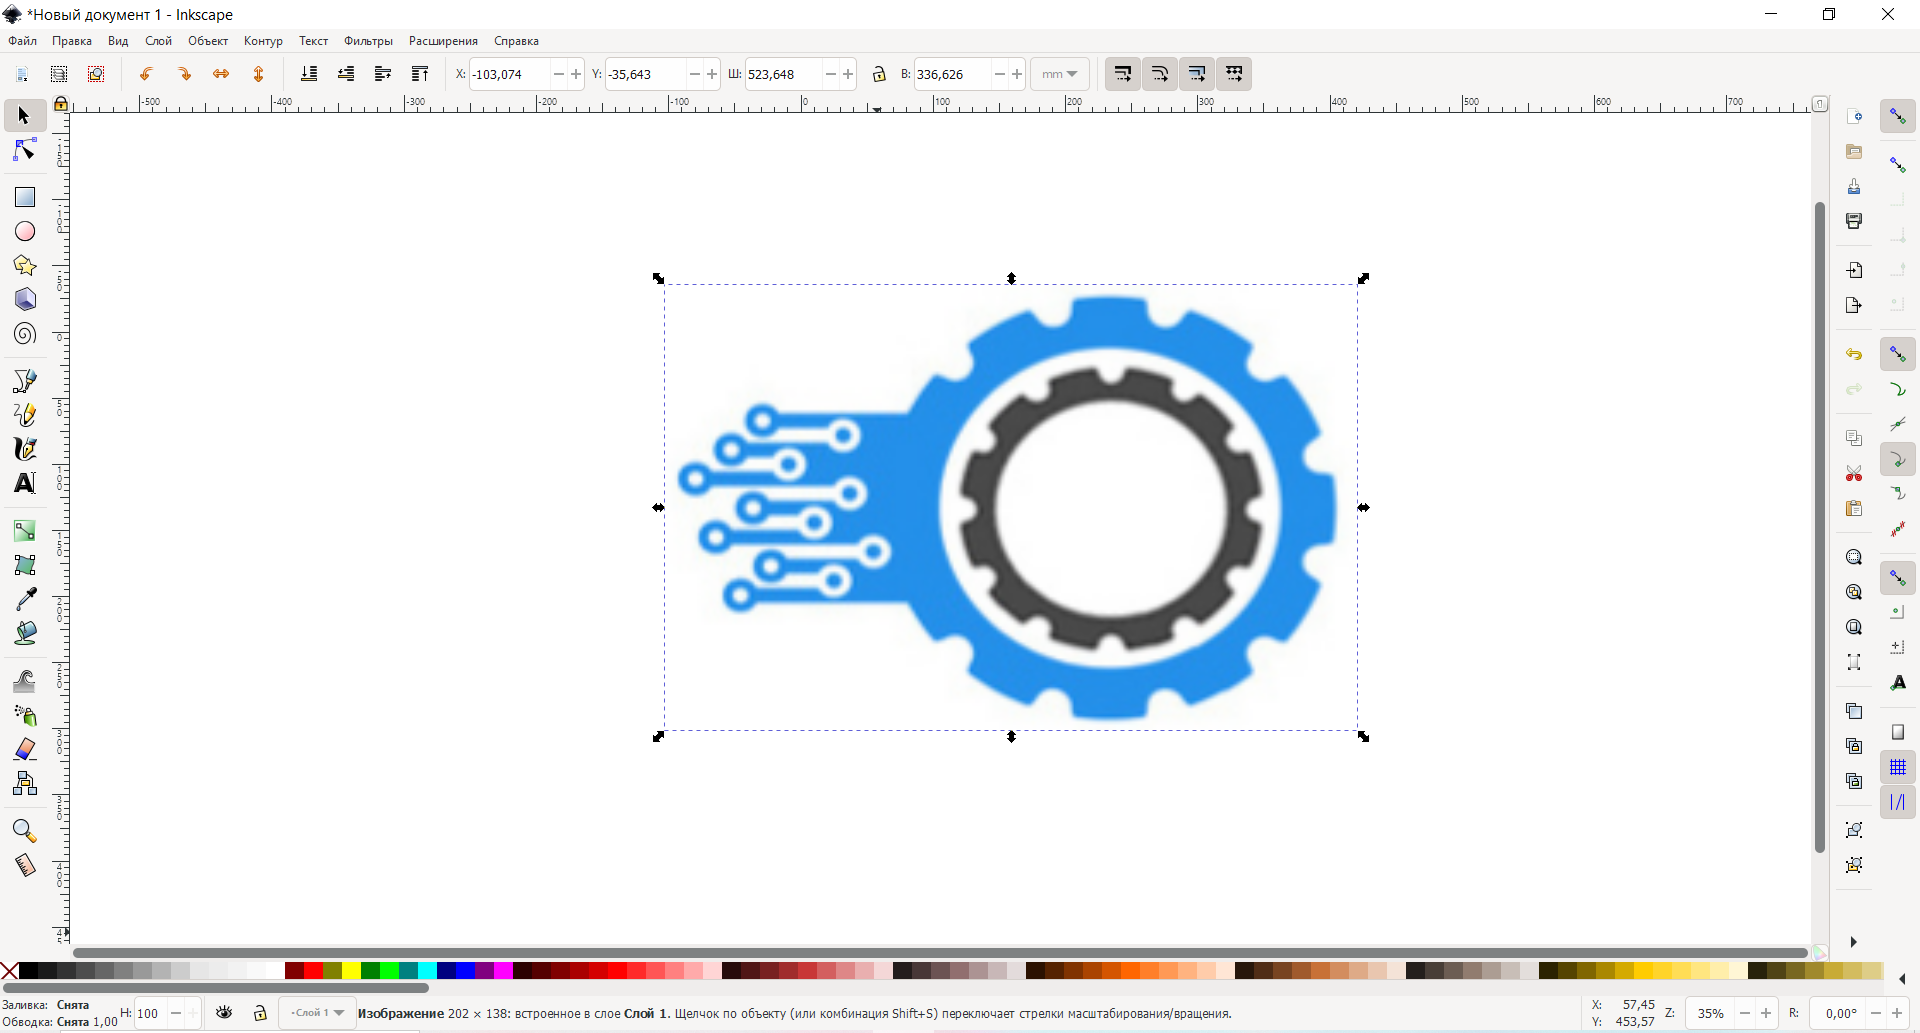 *Новый документ 1 - Inkscape
Файл Правка Вид Слой Объект Контур Текст Фильтры Расширения Справка
X: -103,074 Y: -35,643 Ш: 523,648 В: 336,626 mm
-500 -400 -300 -200 -100 0 100 200 300 400 500 600 700
Заливка: Снята
Обводка: Снята 1,00
Н: 100
•Слой 1
Изображение 202 × 138: встроенное в слое Слой 1. Щелчок по объекту (или комбинация Shift+S) переключает стрелки масштабирования/вращения.
X: 57,45
Y: 453,57
Z: 35%
R: 0,00°